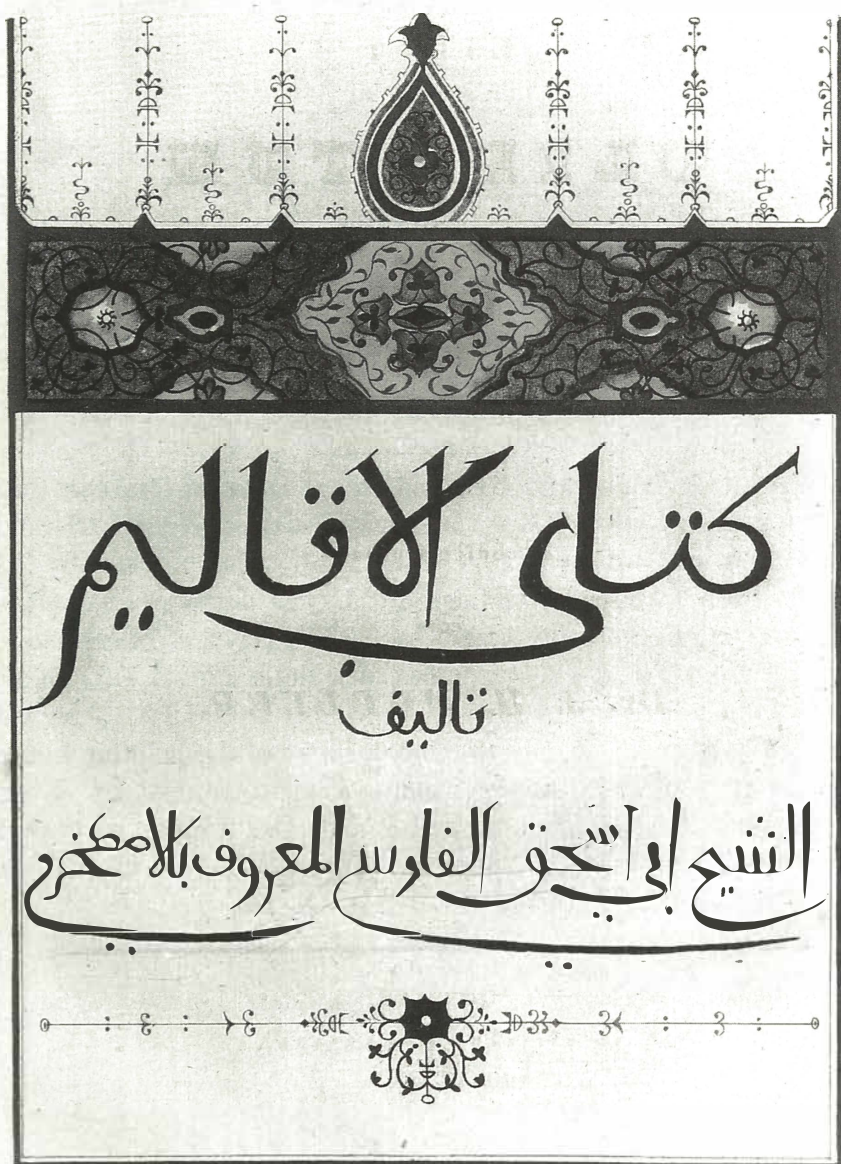 كتاب الاقاليم
تاليف
الشيخ ابي اسحق الفارسي المعروف بالاصطخري